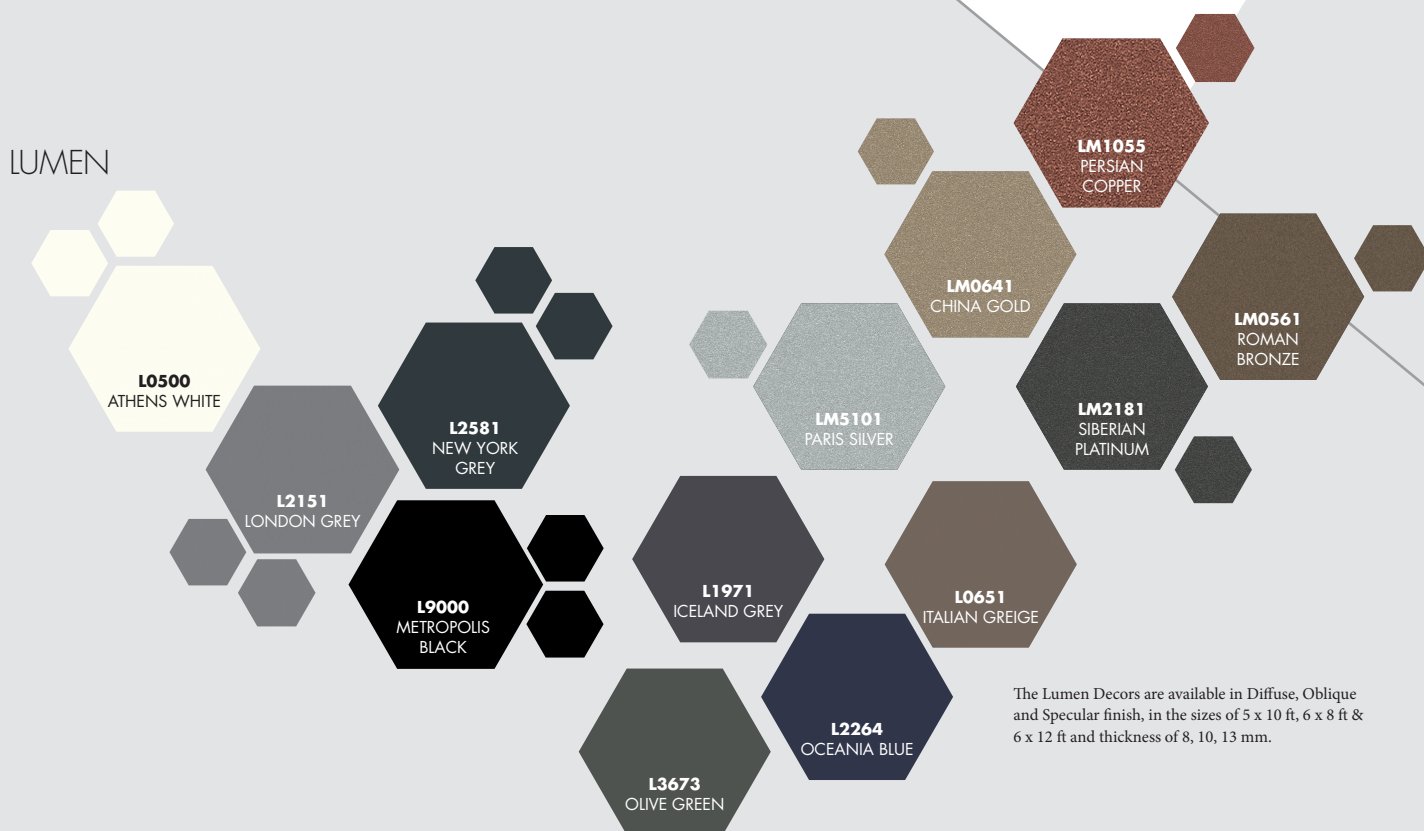 LUMEN
L0500
ATHENS WHITE
L2151
LONDON GREY
L2581
NEW YORK
GREY
L9000
METROPOLIS
BLACK
LM1055
PERSIAN
COPPER
LM0641
CHINA GOLD
LM0561
ROMAN
BRONZE
LM5101
PARIS SILVER
LM2181
SIBERIAN
PLATINUM
L1971
ICELAND GREY
L0651
ITALIAN GREIGE
L2264
OCEANIA BLUE
L3673
OLIVE GREEN
The Lumen Decors are available in Diffuse, Oblique
and Specular finish, in the sizes of 5 x 10 ft, 6 x 8 ft &
6 x 12 ft and thickness of 8, 10, 13 mm.